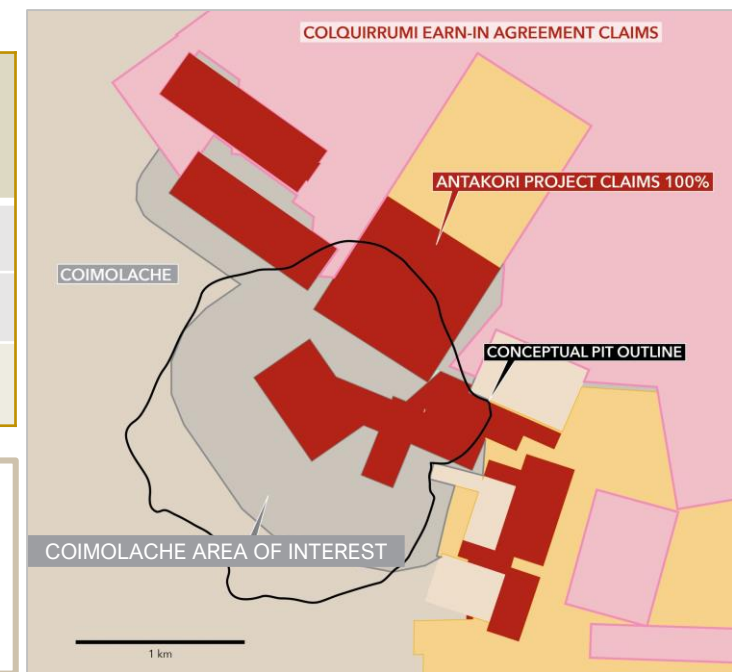 COLQUIRRUMI EARN-IN AGREEMENT CLAIMS
ANTAKORI PROJECT CLAIMS 100%
COIMOLACHE
CONCEPTUAL PIT OUTLINE
COIMOLACHE AREA OF INTEREST
1 km